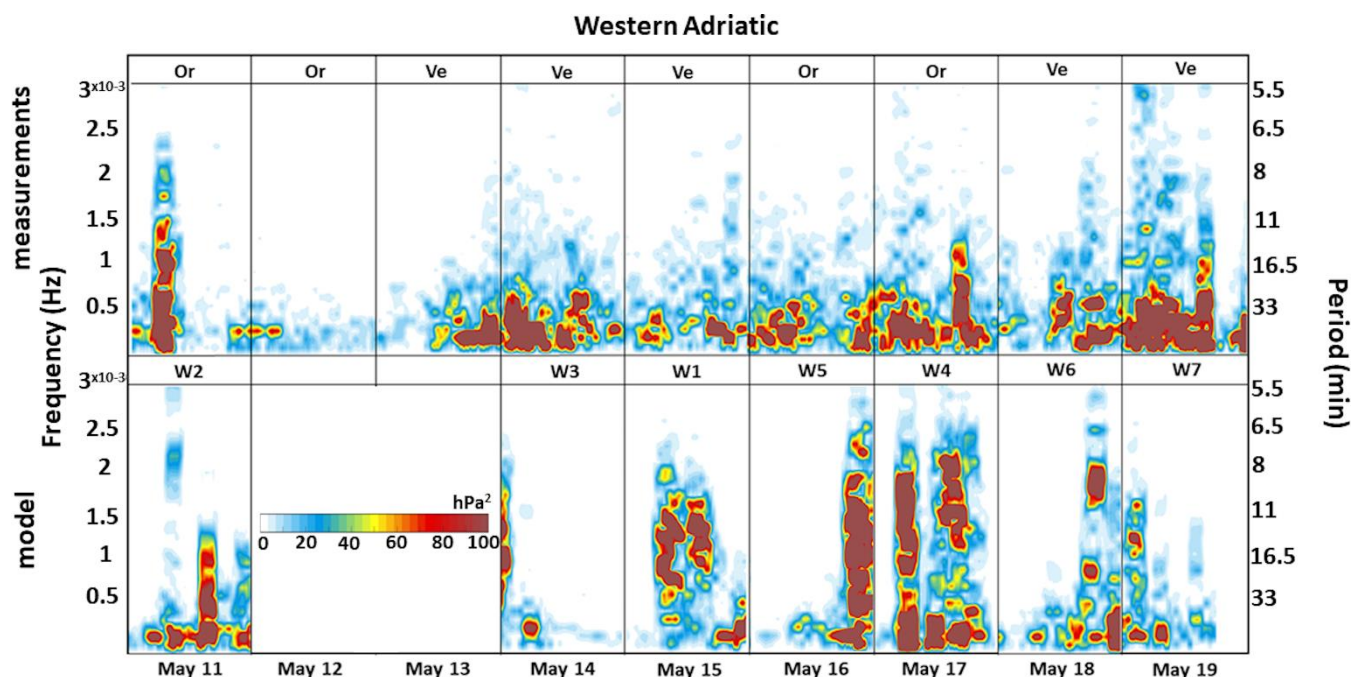 Western Adriatic
Or Or Ve Ve Ve Or Or Ve Ve
measurements
Frequency (Hz)
3x10-3
2.5
2
1.5
1
0.5
5.5
6.5
8
11
16.5
33
Period (min)
W2 W3 W1 W5 W4 W6 W7
model
3x10-3
2.5
2
1.5
1
0.5
hPa2
0 20 40 60 80 100
5.5
6.5
8
11
16.5
33
May 11 May 12 May 13 May 14 May 15 May 16 May 17 May 18 May 19